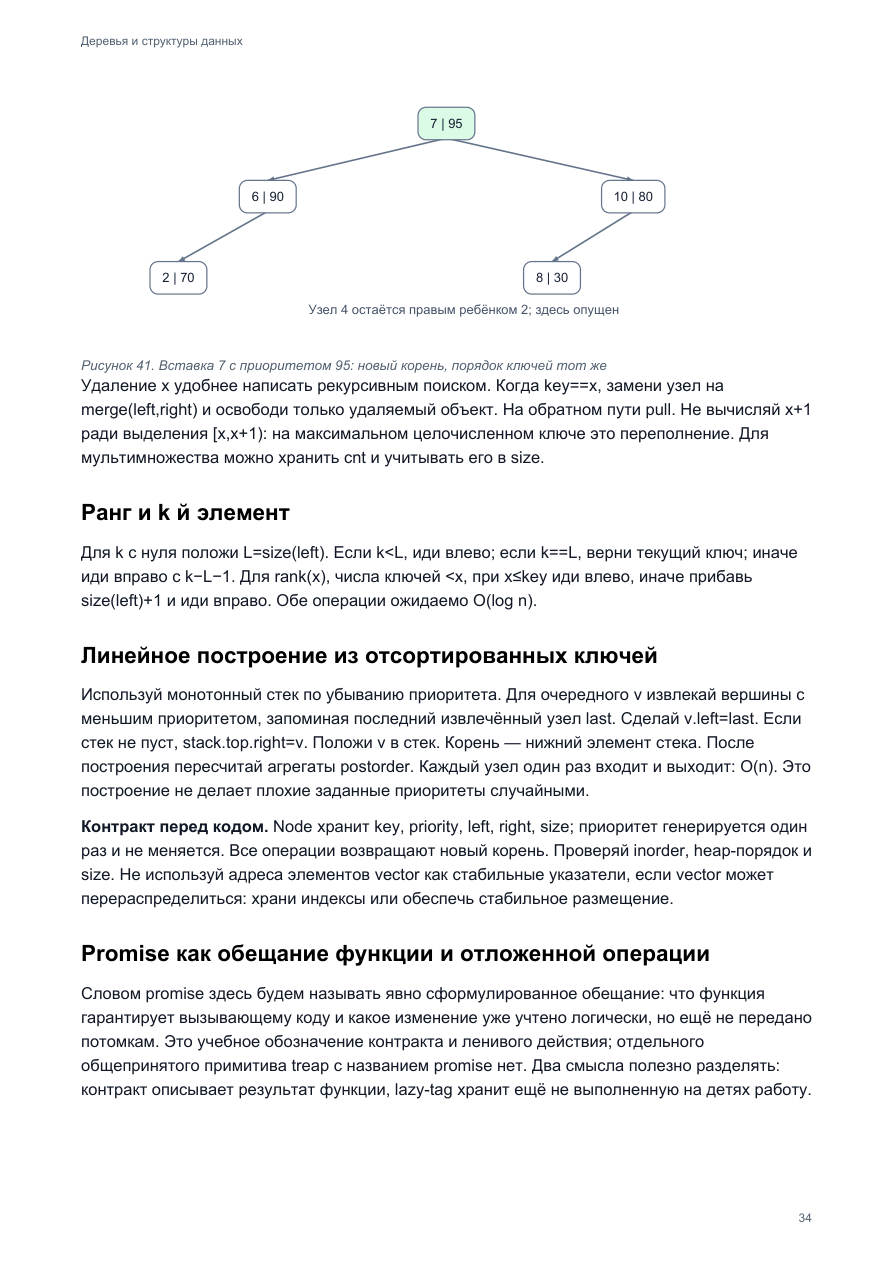 Деревья и структуры данных
7 | 95
6 | 90
10 | 80
2 | 70
8 | 30
Узел 4 остаётся правым ребёнком 2; здесь опущен
Рисунок 41. Вставка 7 с приоритетом 95: новый корень, порядок ключей тот же
Удаление x удобнее написать рекурсивным поиском. Когда key==x, замени узел на
merge(left,right) и освободи только удаляемый объект. На обратном пути pull. Не вычисляй x+1
ради выделения [x,x+1): на максимальном целочисленном ключе это переполнение. Для
мультимножества можно хранить cnt и учитывать его в size.
Ранг и k й элемент
Для k с нуля положи L=size(left). Если k<L, иди влево; если k==L, верни текущий ключ; иначе
иди вправо с k−L−1. Для rank(x), числа ключей <x, при x≤key иди влево, иначе прибавь
size(left)+1 и иди вправо. Обе операции ожидаемо O(log n).
Линейное построение из отсортированных ключей
Используй монотонный стек по убыванию приоритета. Для очередного v извлекай вершины с
меньшим приоритетом, запоминая последний извлечённый узел last. Сделай v.left=last. Если
стек не пуст, stack.top.right=v. Положи v в стек. Корень — нижний элемент стека. После
построения пересчитай агрегаты postorder. Каждый узел один раз входит и выходит: O(n). Это
построение не делает плохие заданные приоритеты случайными.
Контракт перед кодом. Node хранит key, priority, left, right, size; приоритет генерируется один
раз и не меняется. Все операции возвращают новый корень. Проверяй inorder, heap-порядок и
size. Не используй адреса элементов vector как стабильные указатели, если vector может
перераспределиться: храни индексы или обеспечь стабильное размещение.
Promise как обещание функции и отложенной операции
Словом promise здесь будем называть явно сформулированное обещание: что функция
гарантирует вызывающему коду и какое изменение уже учтено логически, но ещё не передано
потомкам. Это учебное обозначение контракта и ленивого действия; отдельного
общепринятого примитива treap с названием promise нет. Два смысла полезно разделять:
контракт описывает результат функции, lazy-tag хранит ещё не выполненную на детях работу.
34